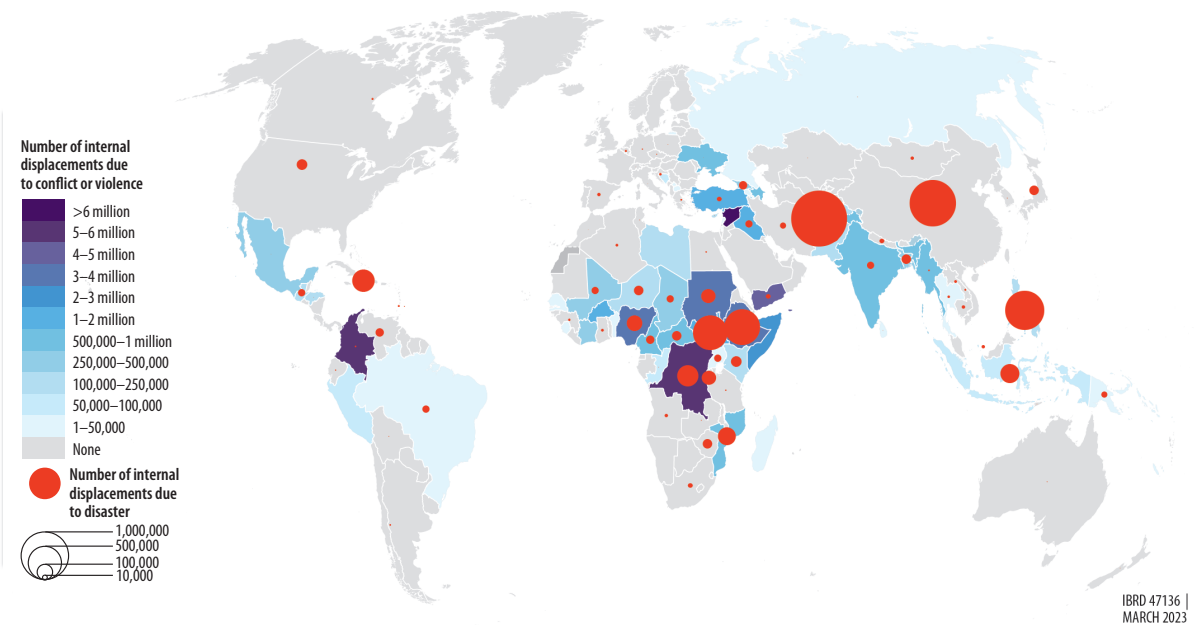 Number of internal
displacements due
to conflict or violence
>6 million
5–6 million
4–5 million
3–4 million
2–3 million
1–2 million
500,000–1 million
250,000–500,000
100,000–250,000
50,000–100,000
1–50,000
None
Number of internal
displacements due
to disaster
1,000,000
500,000
100,000
10,000
IBRD 47136 |
MARCH 2023